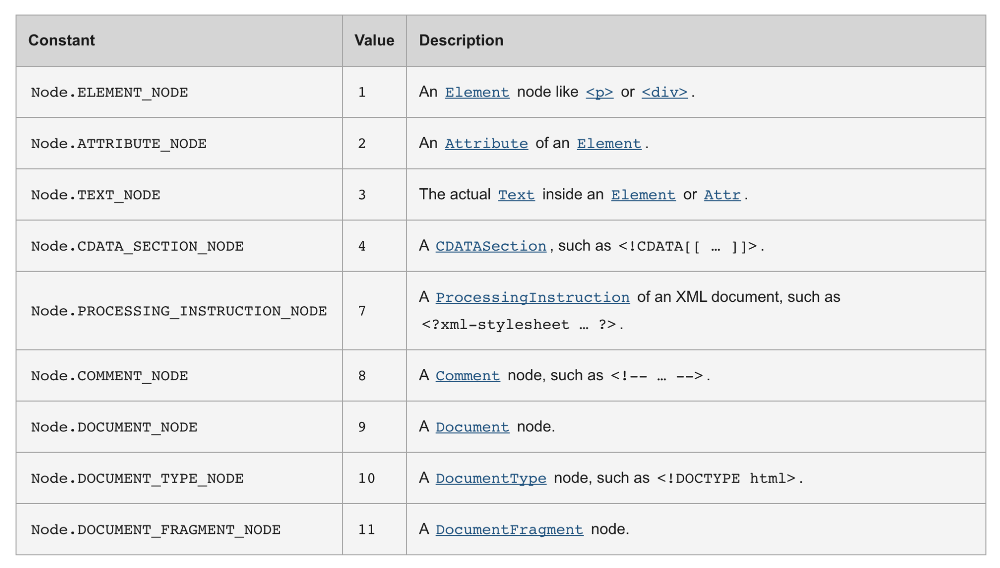 Constant Value Description
Node.ELEMENT_NODE 1 An Element node like <p> or <div>.
Node.ATTRIBUTE_NODE 2 An Attribute of an Element.
Node.TEXT_NODE 3 The actual Text inside an Element or Attr.
Node.CDATA_SECTION_NODE 4 A CDATASection, such as <!CDATA[[ … ]]>.
Node.PROCESSING_INSTRUCTION_NODE 7 A ProcessingInstruction of an XML document, such as
<?xml-stylesheet … ?>.
Node.COMMENT_NODE 8 A Comment node, such as <!-- … -->.
Node.DOCUMENT_NODE 9 A Document node.
Node.DOCUMENT_TYPE_NODE 10 A DocumentType node, such as <!DOCTYPE html>.
Node.DOCUMENT_FRAGMENT_NODE 11 A DocumentFragment node.